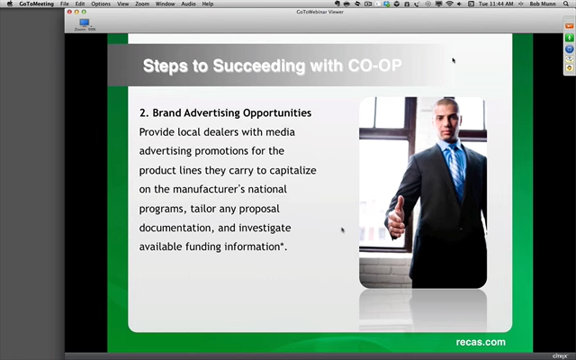 GoToMeeting File Edit Options View Zoom Window Audio Help Tue 11:44 AM Bob Munn
GoToWebinar Viewer
Steps to Succeeding with CO-OP
2. Brand Advertising Opportunities
Provide local dealers with media
advertising promotions for the
product lines they carry to capitalize
on the manufacturer's national
programs, tailor any proposal
documentation, and investigate
available funding information*.
recas.com